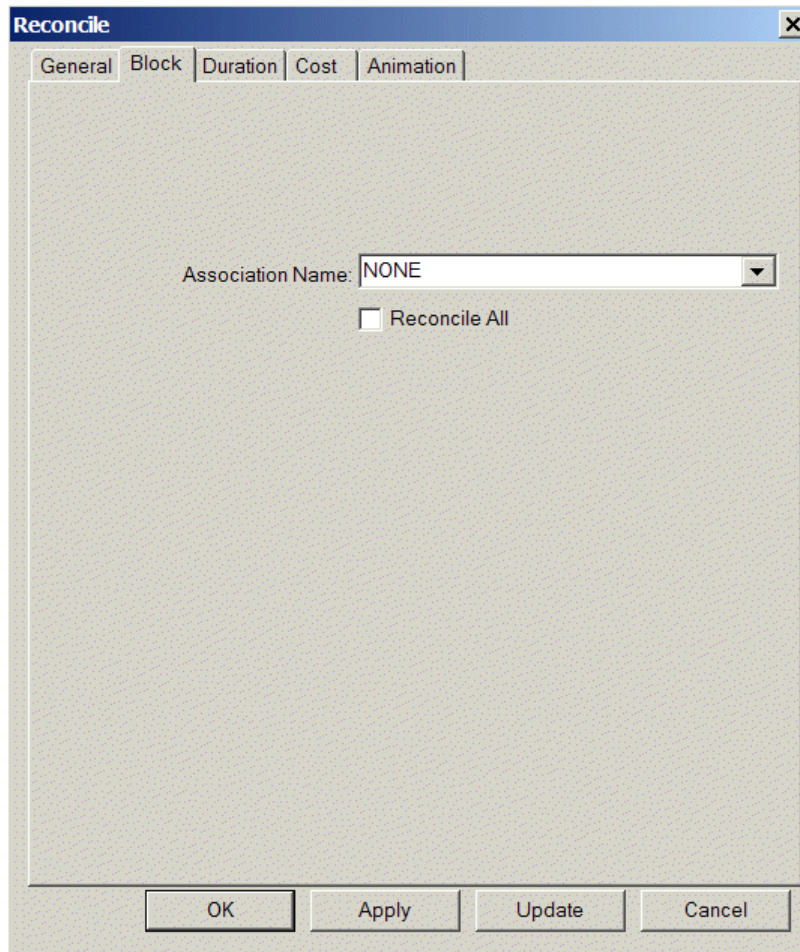 Reconcile
General Block Duration Cost Animation
Association Name: NONE
Reconcile All
OK Apply Update Cancel